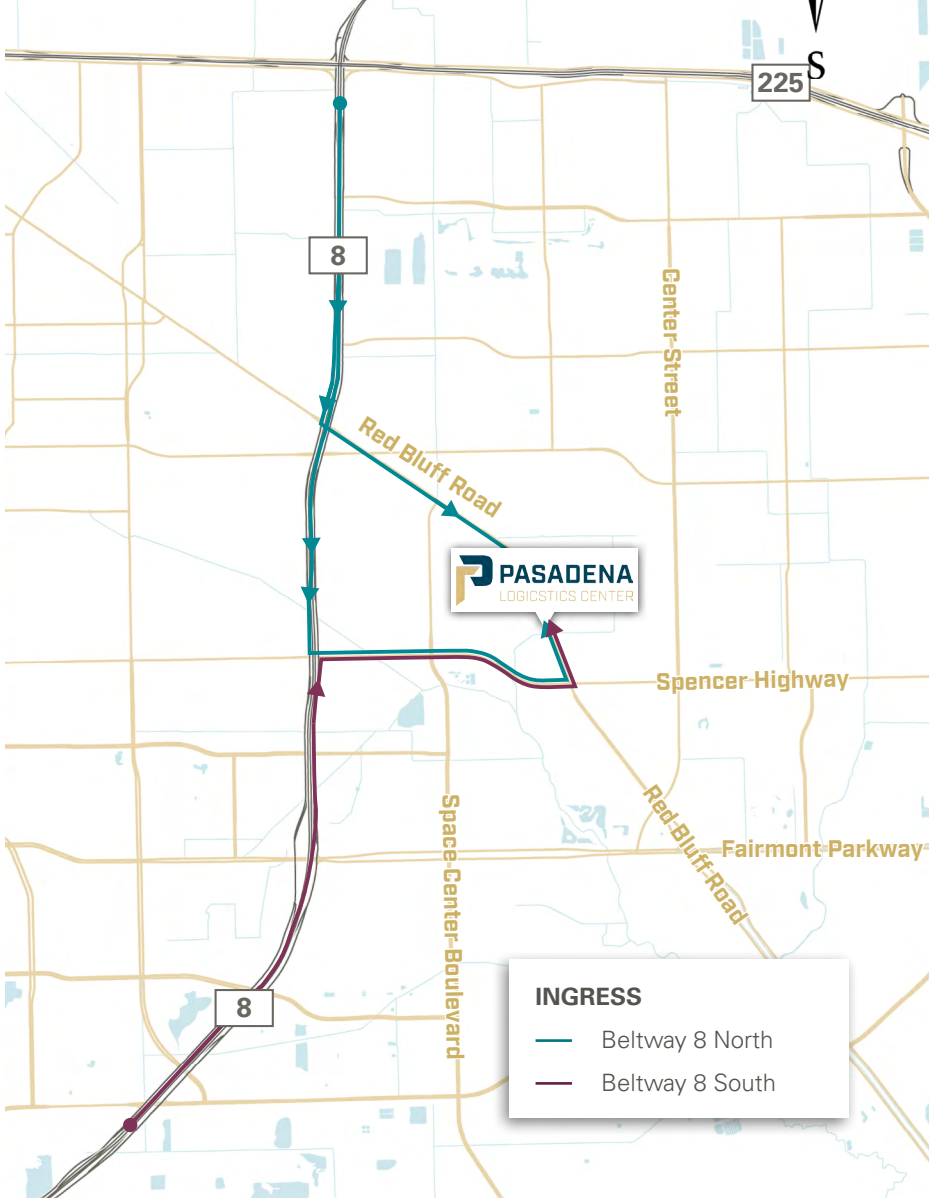 S
225
8
Center Street
Red Bluff Road
PASADENA
LOGICSTICS CENTER
Spencer Highway
Space Center Boulevard
Red Bluff Road
Fairmont Parkway
8
INGRESS
Beltway 8 North
Beltway 8 South